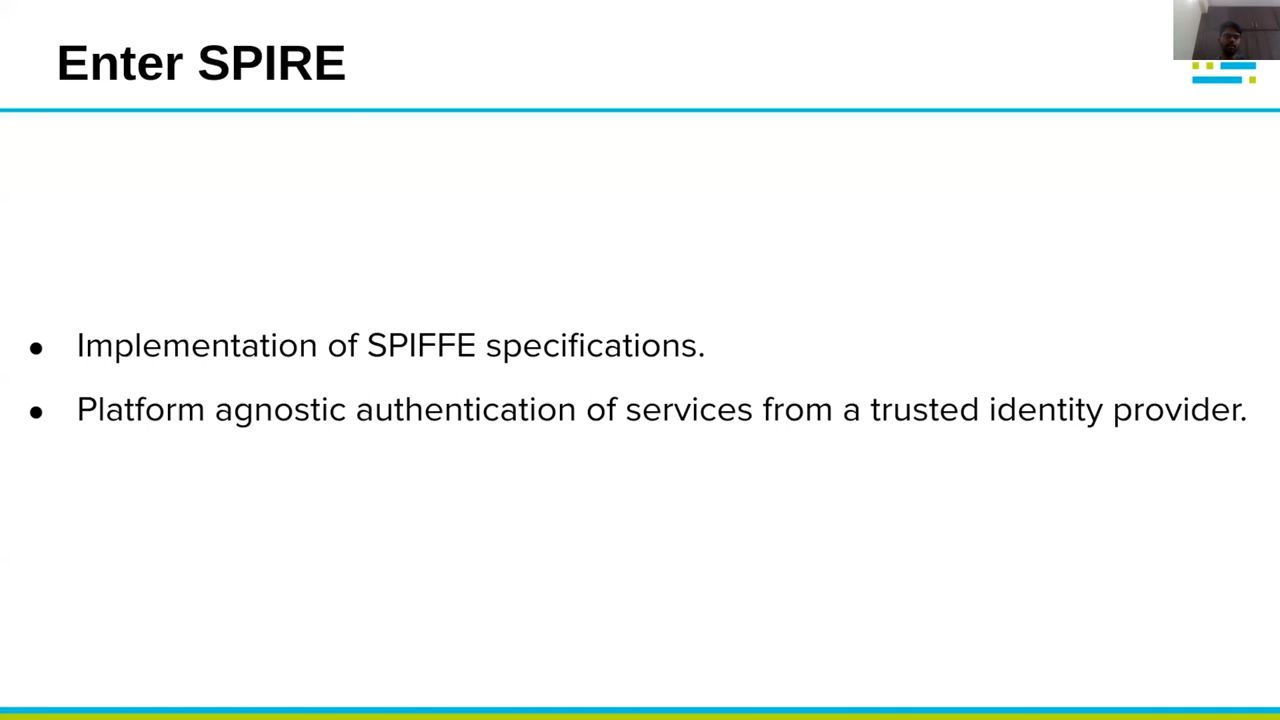 Enter SPIRE
● Implementation of SPIFFE specifications.
● Platform agnostic authentication of services from a trusted identity provider.